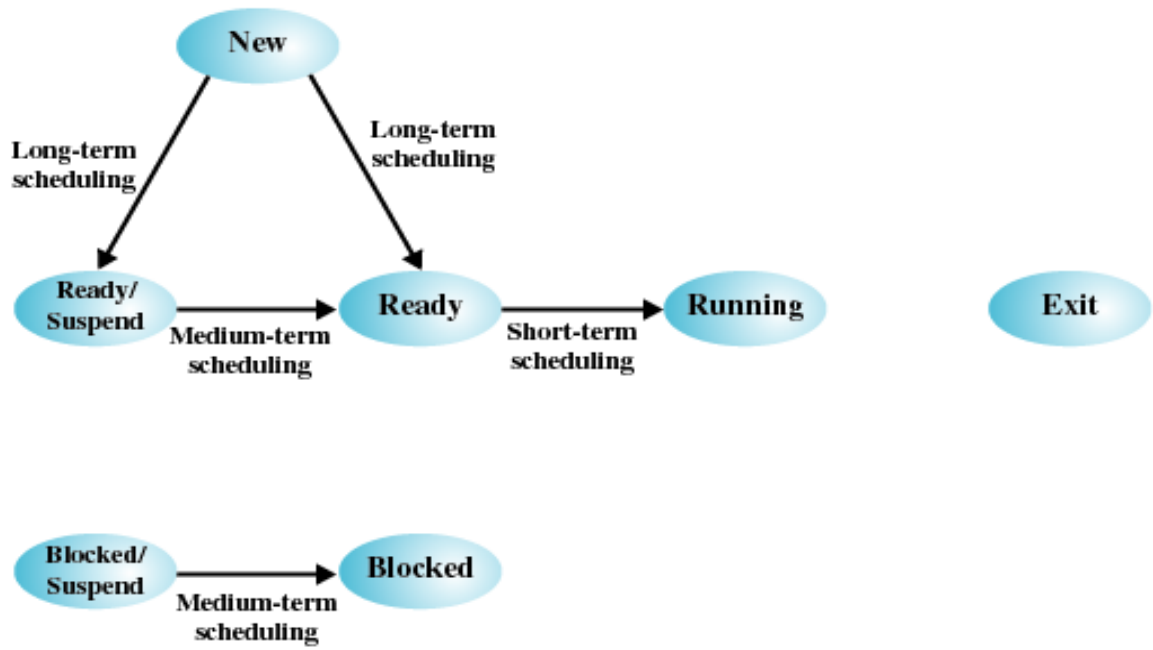 New
Long-term
scheduling
Long-term
scheduling
Ready/
Suspend
Medium-term
scheduling
Ready
Short-term
scheduling
Running
Exit
Blocked/
Suspend
Medium-term
scheduling
Blocked